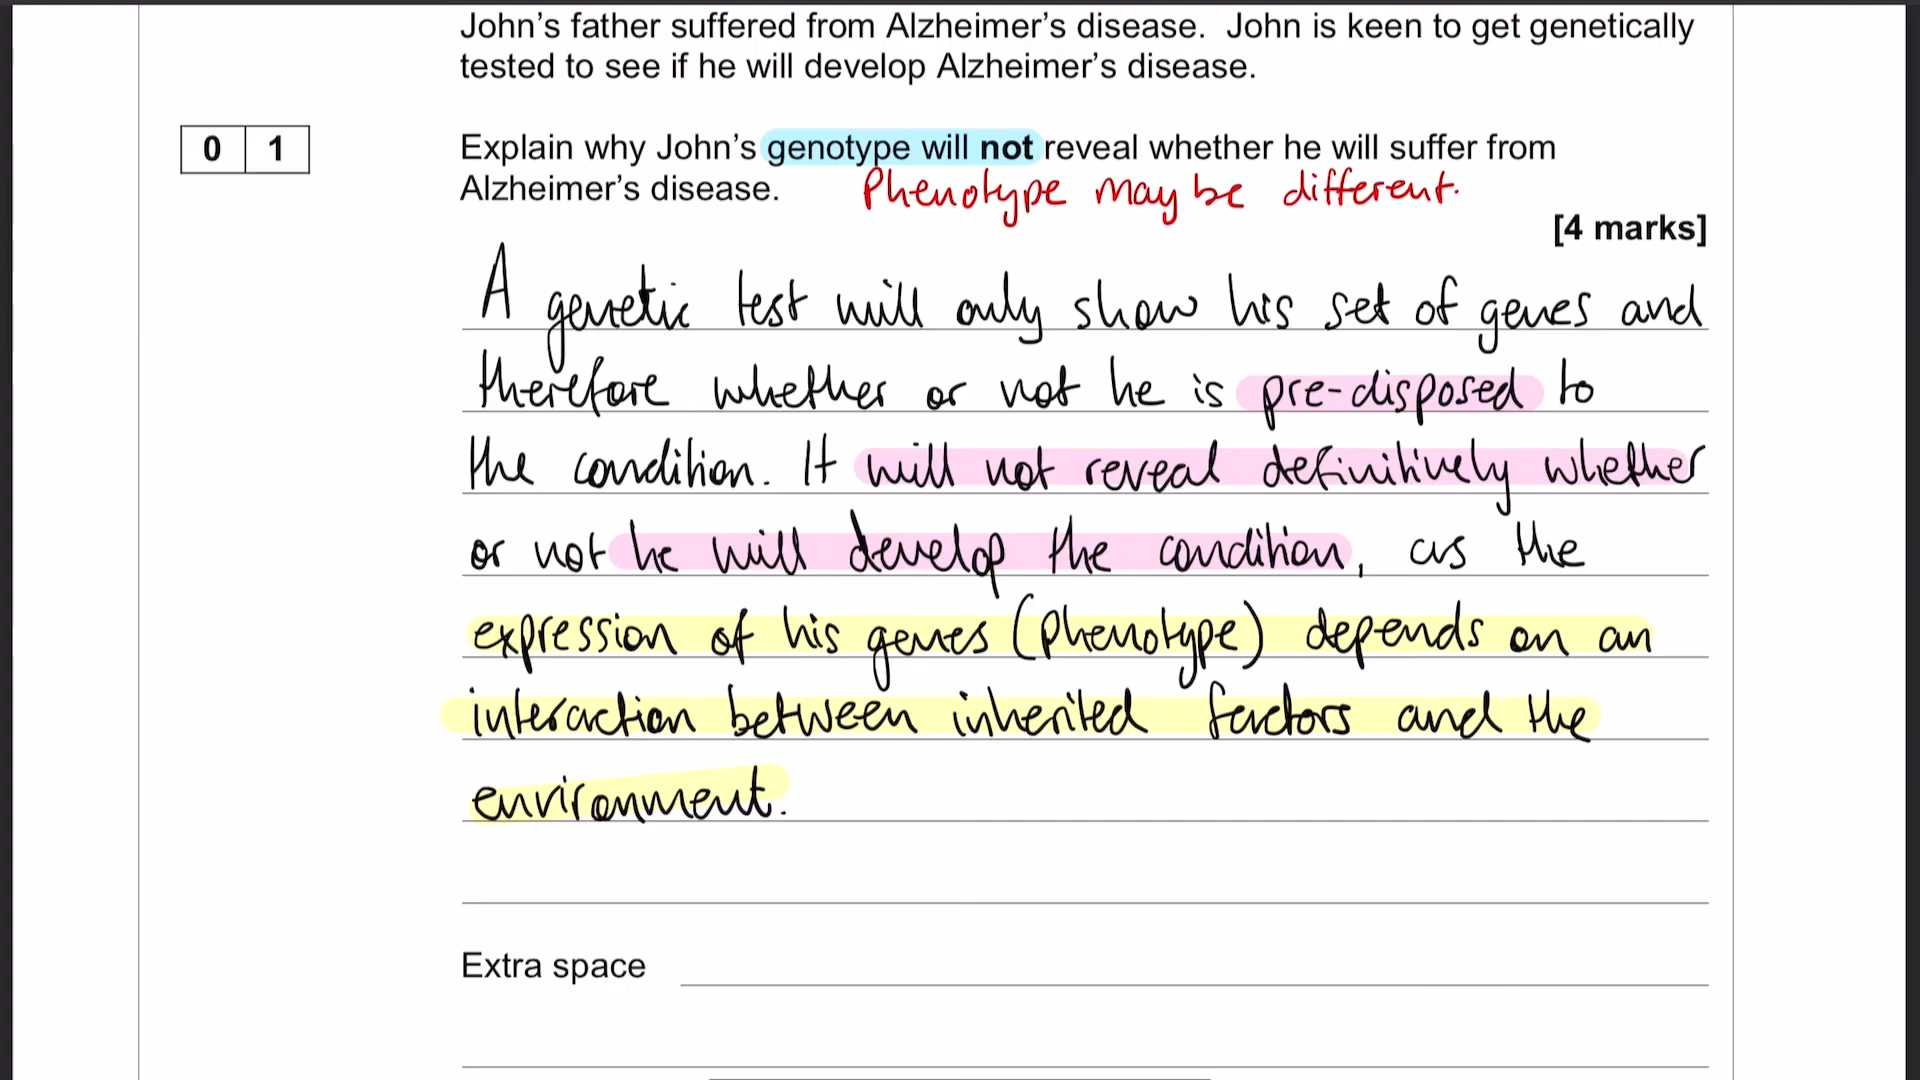 John’s father suffered from Alzheimer’s disease. John is keen to get genetically
tested to see if he will develop Alzheimer’s disease.
0 1
Explain why John’s genotype will not reveal whether he will suffer from
Alzheimer’s disease. Phenotype may be different.
[4 marks]
A genetic test will only show his set of genes and
therefore whether or not he is pre-disposed to
the condition. It will not reveal definitively whether
or not he will develop the condition, as the
expression of his genes (phenotype) depends on an
interaction between inherited factors and the
environment.
Extra space